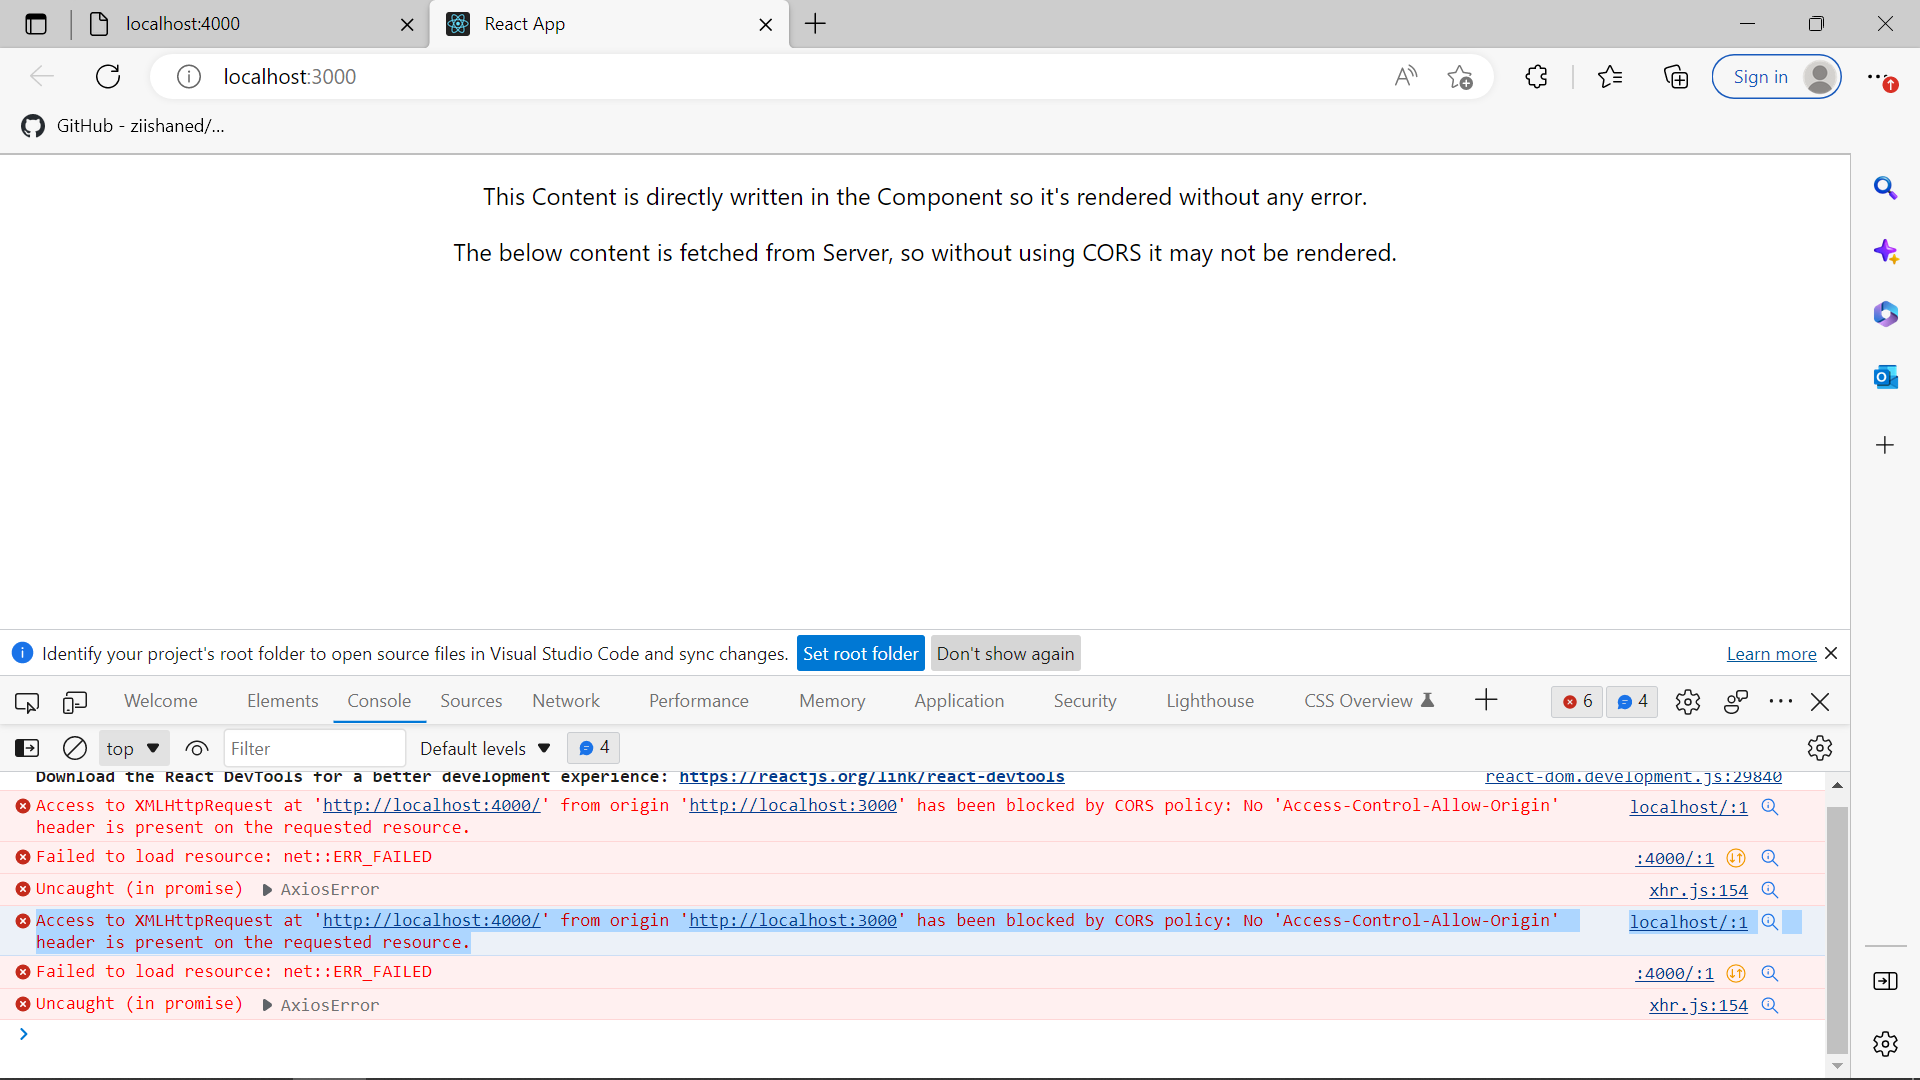 localhost:4000
React App
localhost:3000
Sign in
GitHub - ziishaned/...
This Content is directly written in the Component so it's rendered without any error.
The below content is fetched from Server, so without using CORS it may not be rendered.
Identify your project's root folder to open source files in Visual Studio Code and sync changes. Set root folder Don't show again Learn more
Welcome Elements Console Sources Network Performance Memory Application Security Lighthouse CSS Overview 6 4
top Filter Default levels 4
Download the React DevTools for a better development experience: https://reactjs.org/link/react-devtools react-dom.development.js:29840
Access to XMLHttpRequest at 'http://localhost:4000/' from origin 'http://localhost:3000' has been blocked by CORS policy: No 'Access-Control-Allow-Origin' localhost/:1
header is present on the requested resource.
Failed to load resource: net::ERR_FAILED :4000/:1
Uncaught (in promise) AxiosError xhr.js:154
Access to XMLHttpRequest at 'http://localhost:4000/' from origin 'http://localhost:3000' has been blocked by CORS policy: No 'Access-Control-Allow-Origin' localhost/:1
header is present on the requested resource.
Failed to load resource: net::ERR_FAILED :4000/:1
Uncaught (in promise) AxiosError xhr.js:154